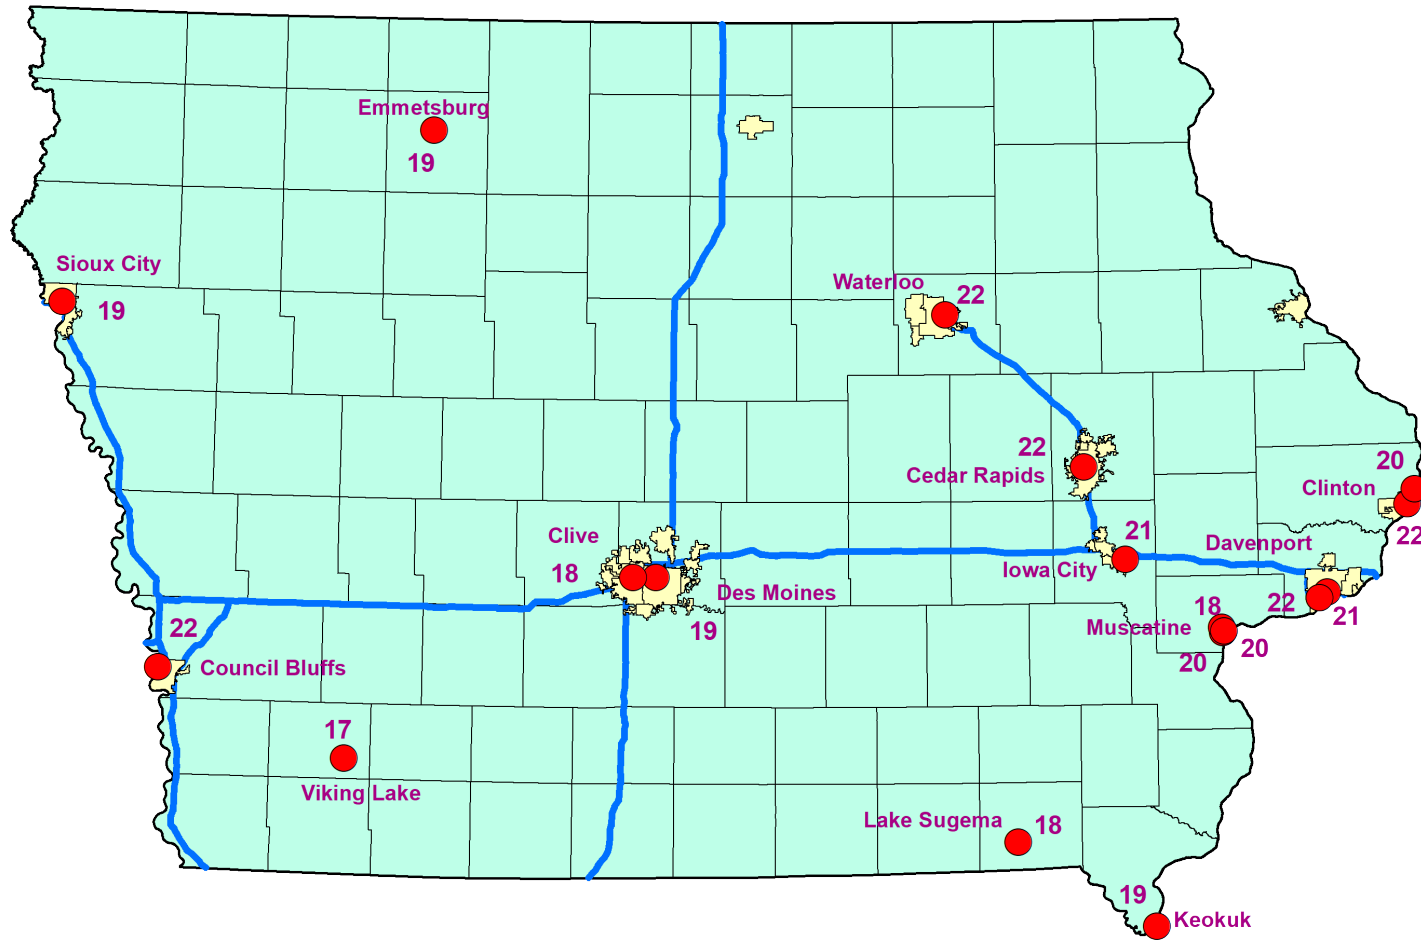 Emmetsburg
19
Sioux City
19
Waterloo
22
22
Cedar Rapids
20
Clinton
22
Clive
18
21
Iowa City
Davenport
Des Moines
19
22
21
18
Muscatine
20
20
22
Council Bluffs
17
Viking Lake
Lake Sugema
18
19
Keokuk